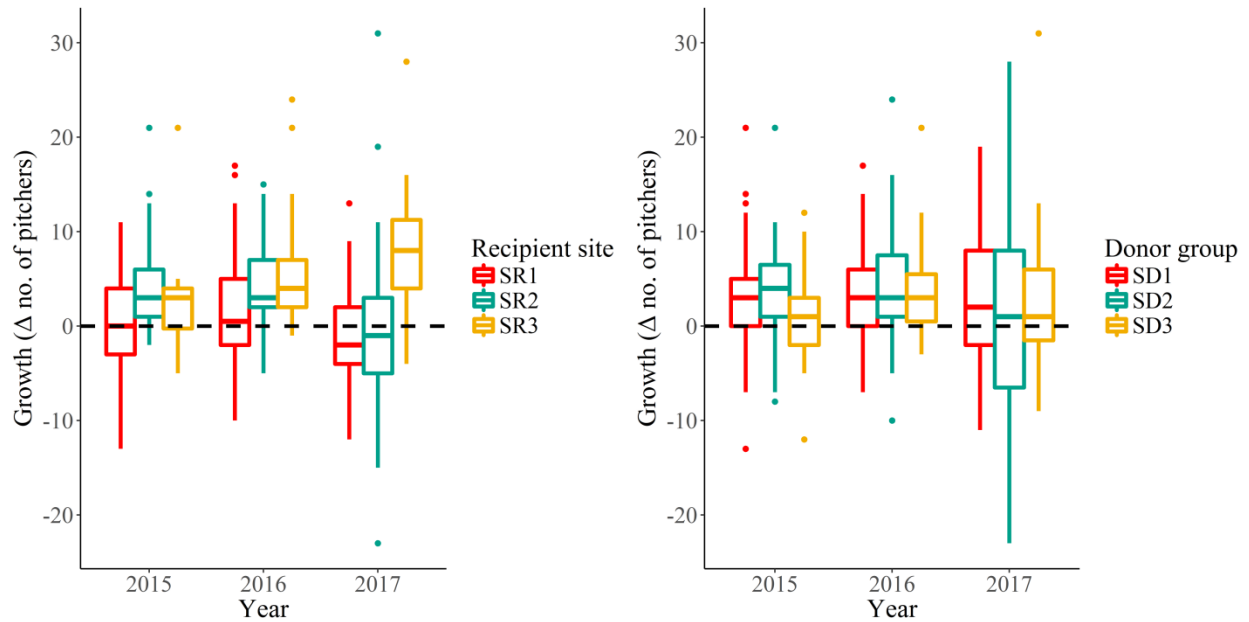 Growth (Δ no. of pitchers)
30
20
10
0
-10
-20
2015
2016
2017
Year
Recipient site
SR1
SR2
SR3
Growth (Δ no. of pitchers)
30
20
10
0
-10
-20
2015
2016
2017
Year
Donor group
SD1
SD2
SD3